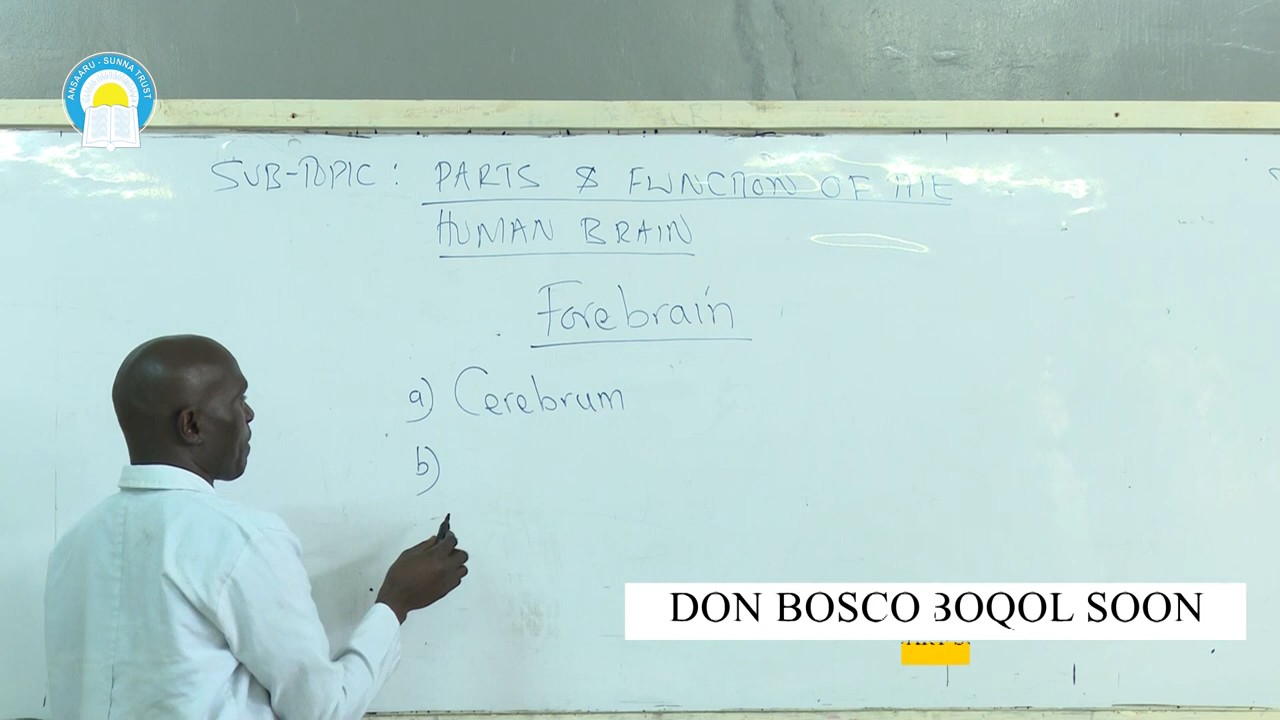 ANSAARU - SUNNA TRUST
SUB-TOPIC: PARTS & FUNCTION OF THE
HUMAN BRAIN
Forebrain
a) Cerebrum
b)
DON BOSCO BOQOL SOON